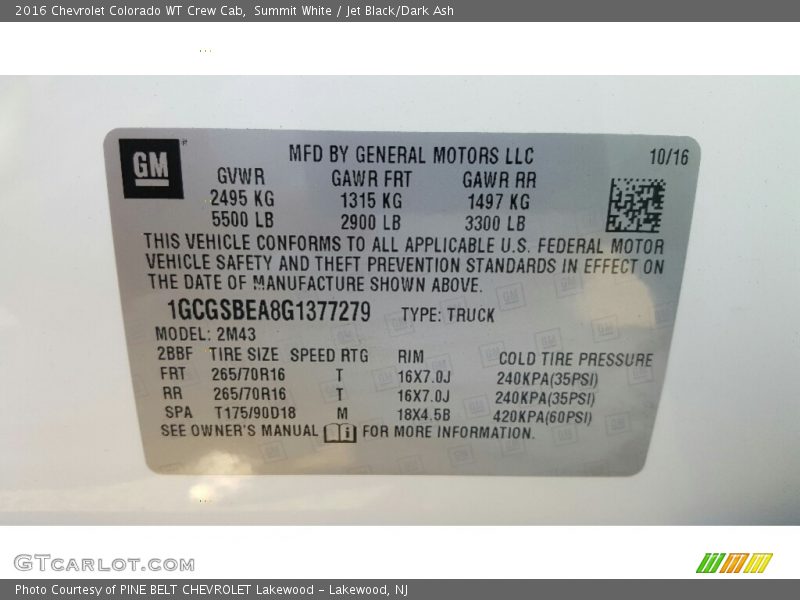 2016 Chevrolet Colorado WT Crew Cab, Summit White / Jet Black/Dark Ash
GM MFD BY GENERAL MOTORS LLC 10/16
GVWR GAWR FRT GAWR RR
2495 KG 1315 KG 1497 KG
5500 LB 2900 LB 3300 LB
THIS VEHICLE CONFORMS TO ALL APPLICABLE U.S. FEDERAL MOTOR
VEHICLE SAFETY AND THEFT PREVENTION STANDARDS IN EFFECT ON
THE DATE OF MANUFACTURE SHOWN ABOVE.
1GCGSBEA8G1377279 TYPE: TRUCK
MODEL: 2M43
2BBF TIRE SIZE SPEED RTG RIM COLD TIRE PRESSURE
FRT 265/70R16 T 16X7.0J 240KPA(35PSI)
RR 265/70R16 T 16X7.0J 240KPA(35PSI)
SPA T175/90D18 M 18X4.5B 420KPA(60PSI)
SEE OWNER'S MANUAL FOR MORE INFORMATION.
GTCARLOT.COM
Photo Courtesy of PINE BELT CHEVROLET Lakewood - Lakewood, NJ